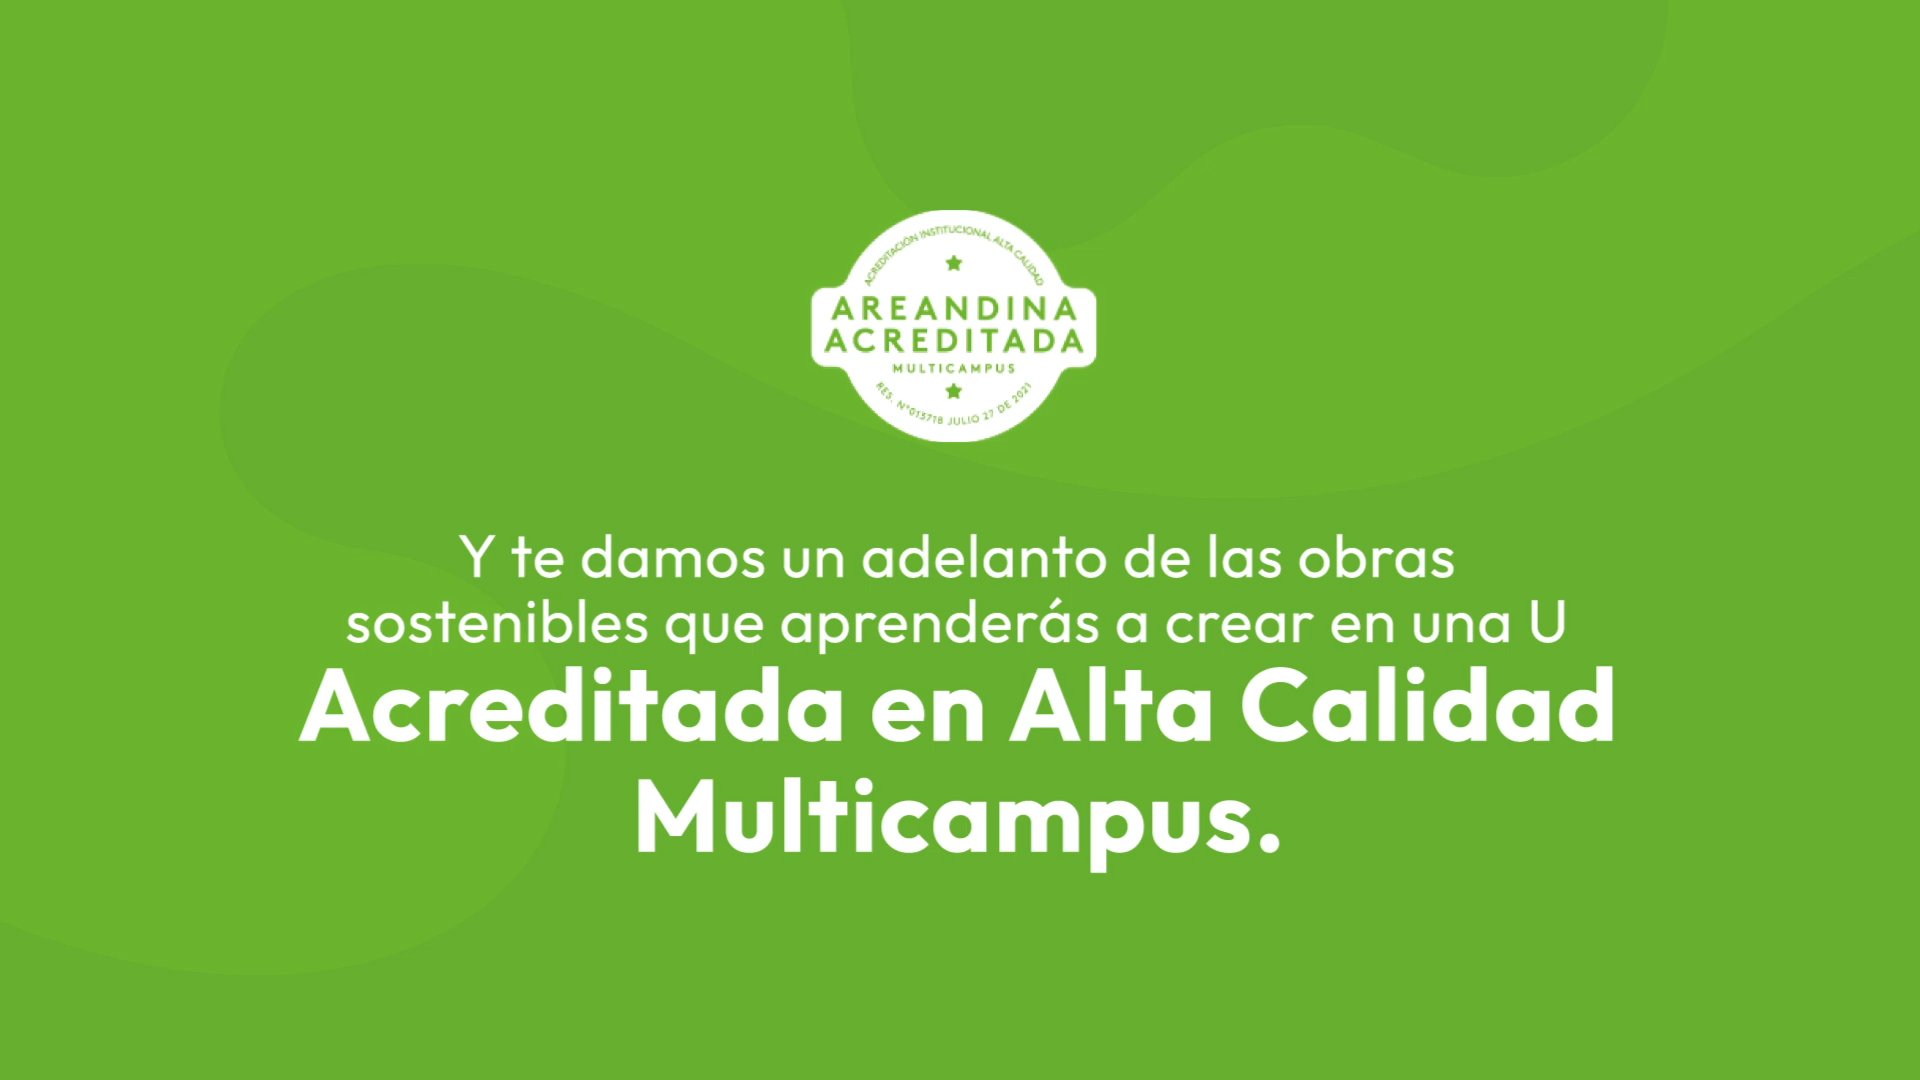 ACREDITACIÓN INSTITUCIONAL ALTA CALIDAD
AREANDINA
ACREDITADA
MULTICAMPUS
RES. N°013718 JULIO 27 DE 2021
Y te damos un adelanto de las obras
sostenibles que aprenderás a crear en una U
Acreditada en Alta Calidad
Multicampus.